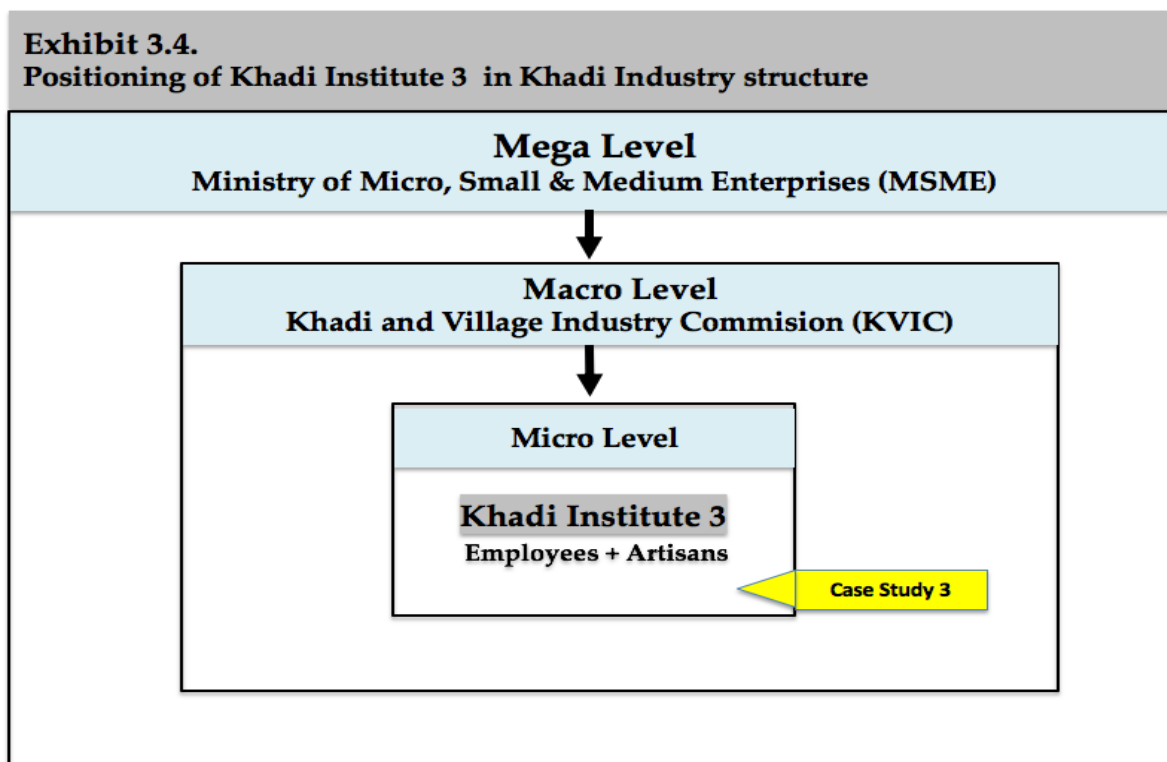 Exhibit 3.4.
Positioning of Khadi Institute 3 in Khadi Industry structure
Mega Level
Ministry of Micro, Small & Medium Enterprises (MSME)
Macro Level
Khadi and Village Industry Commision (KVIC)
Micro Level
Khadi Institute 3
Employees + Artisans
Case Study 3